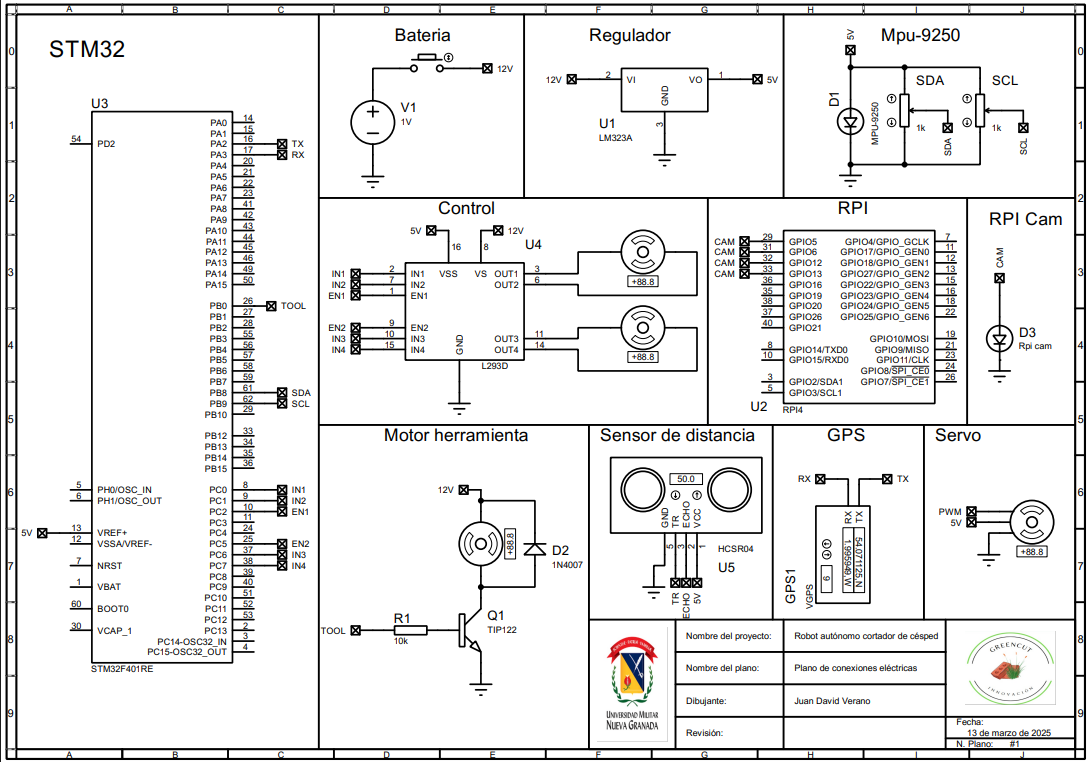 A B C D E F G H I J
0
1
2
3
4
5
6
7
8
9
STM32
U3
54 PD2
PA0 14
PA1 15
PA2 16 TX
PA3 17 RX
PA4 20
PA5 21
PA6 22
PA7 23
PA8 41
PA9 42
PA10 43
PA11 44
PA12 45
PA13 46
PA14 49
PA15 50
PB0 26 TOOL
PB1 27
PB2 28
PB3 55
PB4 56
PB5 57
PB6 58
PB7 59
PB8 61 SDA
PB9 62 SCL
PB10 29
PB12 33
PB13 34
PB14 35
PB15 36
5 PH0/OSC_IN
6 PH1/OSC_OUT
PC0 8 IN1
PC1 9 IN2
PC2 10 EN1
PC3 11
PC4 24
PC5 25 EN2
PC6 37 IN3
PC7 38 IN4
PC8 39
PC9 40
PC10 51
PC11 52
PC12 53
PC13 2
PC14-OSC32_IN 3
PC15-OSC32_OUT 4
5V 13 VREF+
12 VSSA/VREF-
7 NRST
1 VBAT
60 BOOT0
30 VCAP_1
STM32F401RE
Bateria
12V
V1
1V
Regulador
12V 2 VI VO 1 5V
GND
3
U1
LM323A
Mpu-9250
5V
D1
MPU-9250
SDA
1k
SDA
SCL
1k
SCL
Control
5V 12V
U4
16 8
VSS VS
IN1 2 IN1 OUT1 3
IN2 7 IN2 OUT2 6
EN1 1 EN1
EN2 9 EN2
IN3 10 IN3 OUT3 11
IN4 15 IN4 OUT4 14
GND
L293D
+88.8
+88.8
RPI
CAM 29 GPIO5
CAM 31 GPIO6
CAM 32 GPIO12
CAM 33 GPIO13
36 GPIO16
35 GPIO19
38 GPIO20
37 GPIO26
40 GPIO21
8 GPIO14/TXD0
10 GPIO15/RXD0
3 GPIO2/SDA1
5 GPIO3/SCL1
GPIO4/GPIO_GCLK 7
GPIO17/GPIO_GEN0 11
GPIO18/GPIO_GEN1 12
GPIO27/GPIO_GEN2 13
GPIO22/GPIO_GEN3 15
GPIO23/GPIO_GEN4 16
GPIO24/GPIO_GEN5 18
GPIO25/GPIO_GEN6 22
GPIO10/MOSI 19
GPIO9/MISO 21
GPIO11/CLK 23
GPIO8/SPI_CE0 24
GPIO7/SPI_CE1 26
U2
RPI4
RPI Cam
CAM
D3
Rpi cam
Motor herramienta
12V
+88.8
D2
1N4007
TOOL
R1
10k
Q1
TIP122
Sensor de distancia
50.0
GND
TR
ECHO
VCC
5
3
2
1
HCSR04
U5
TR
ECHO
5V
GPS
RX TX
RX
TX
54.071125,N
1.995949,W
6
GPS1
VGPS
Servo
PWM
5V
+88.8
UNIVERSIDAD MILITAR
NUEVA GRANADA
Nombre del proyecto: Robot autónomo cortador de césped
Nombre del plano: Plano de conexiones eléctricas
Dibujante: Juan David Verano
Revisión:
GREENCUT
INNOVACIÓN
Fecha:
13 de marzo de 2025
N. Plano: #1
A B C D E F G H I J